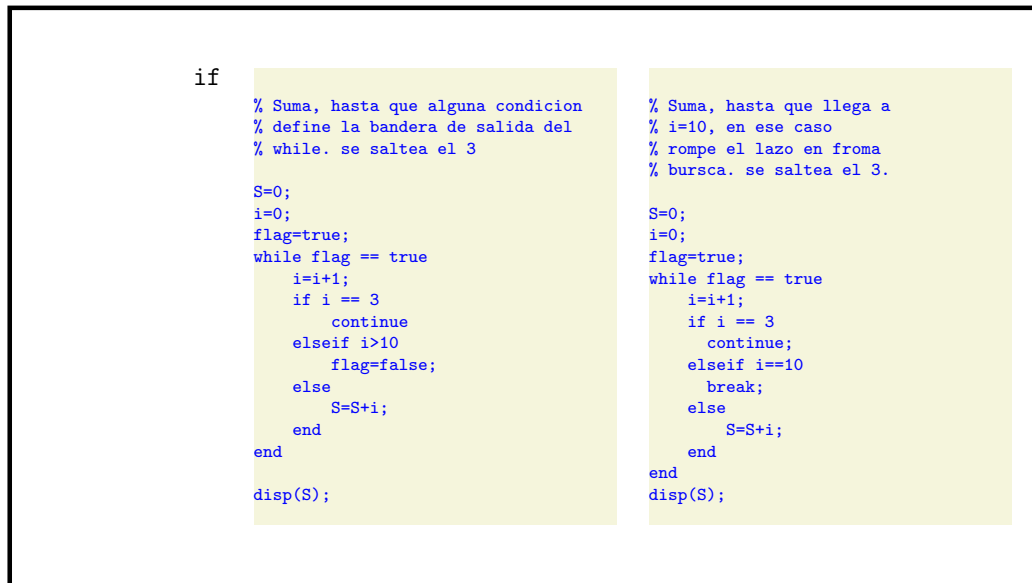 if
% Suma, hasta que alguna condicion
% define la bandera de salida del
% while. se saltea el 3
S=0;
i=0;
flag=true;
while flag == true
    i=i+1;
    if i == 3
        continue
    elseif i>10
        flag=false;
    else
        S=S+i;
    end
end
disp(S);
% Suma, hasta que llega a
% i=10, en ese caso
% rompe el lazo en froma
% bursca. se saltea el 3.
S=0;
i=0;
flag=true;
while flag == true
    i=i+1;
    if i == 3
      continue;
    elseif i==10
      break;
    else
        S=S+i;
    end
end
disp(S);